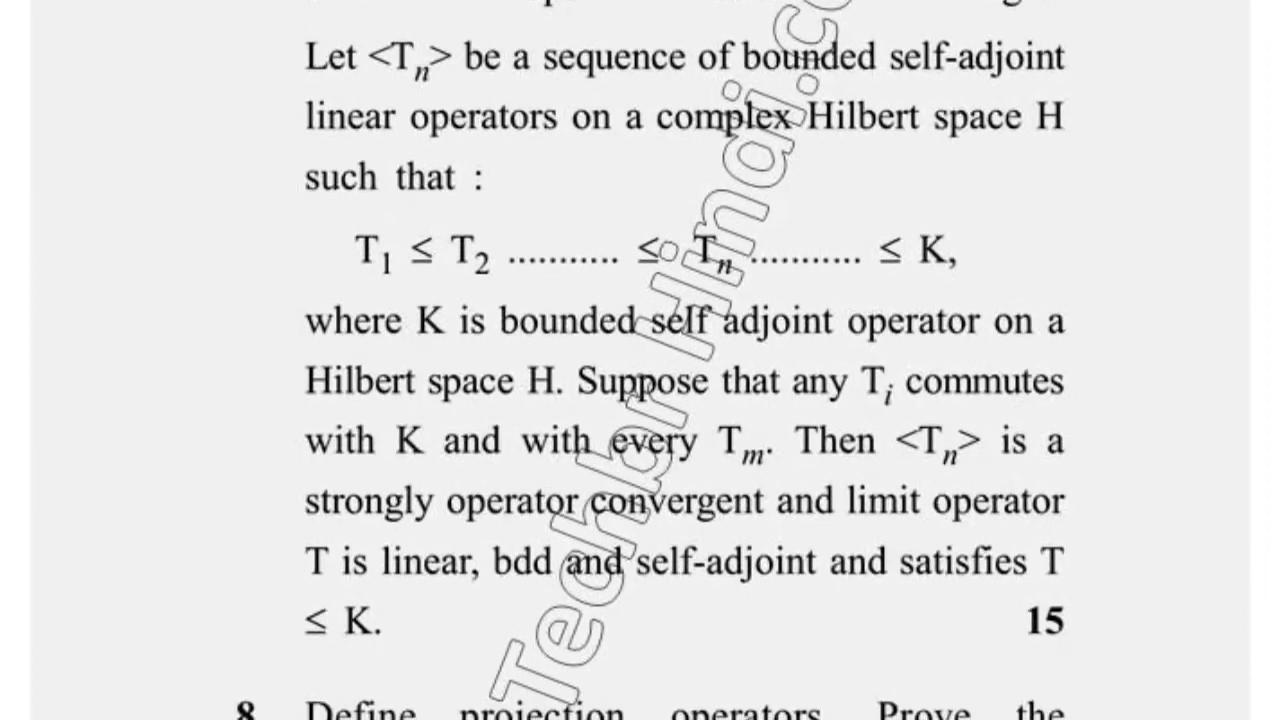 Let <Tn> be a sequence of bounded self-adjoint
linear operators on a complex Hilbert space H
such that :
T1 ≤ T2 ........... ≤ Tn ........... ≤ K,
where K is bounded self adjoint operator on a
Hilbert space H. Suppose that any Ti commutes
with K and with every Tm. Then <Tn> is a
strongly operator convergent and limit operator
T is linear, bdd and self-adjoint and satisfies T
≤ K. 15
8 Define projection operators. Prove the
Techbr Hindi.c